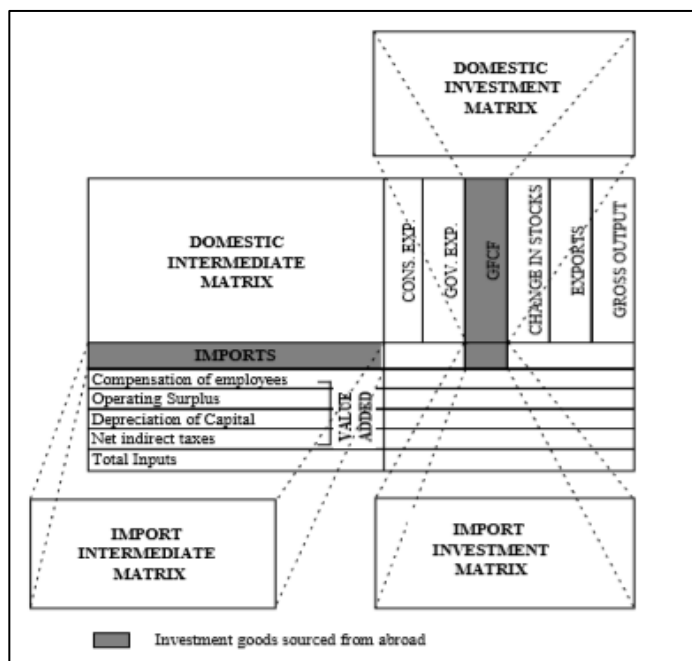 DOMESTIC
INVESTMENT
MATRIX
DOMESTIC
INTERMEDIATE
MATRIX
CONS. EXP.
GOV. EXP.
GFCF
CHANGE IN STOCKS
EXPORTS
GROSS OUTPUT
IMPORTS
Compensation of employees
Operating Surplus
Depreciation of Capital
Net indirect taxes
VALUE
ADDED
Total Inputs
IMPORT
INTERMEDIATE
MATRIX
IMPORT
INVESTMENT
MATRIX
Investment goods sourced from abroad